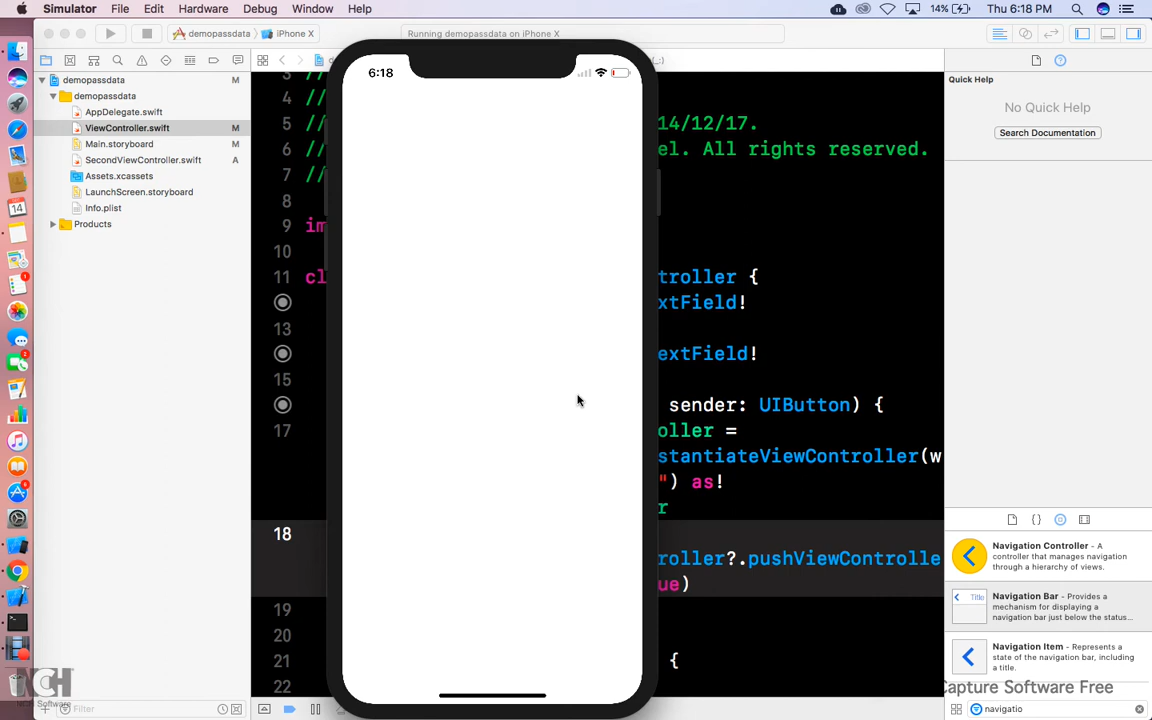 Simulator File Edit Hardware Debug Window Help 14% Thu 6:18 PM
demopassdata iPhone X Running demopassdata on iPhone X
demopassdata M
demopassdata
AppDelegate.swift
ViewController.swift M
Main.storyboard M
SecondViewController.swift A
Assets.xcassets
LaunchScreen.storyboard
Info.plist
Products
Filter
6:18
3 //
4 //
5 // 14/12/17.
6 // el. All rights reserved.
7 //
8
9 im
10
11 cl troller {
xtField!
13
extField!
15
sender: UIButton) {
17 oller =
stantiateViewController(w
") as!
r
18
roller?.pushViewControlle
ue)
19
20
21 {
22
Quick Help
No Quick Help
Search Documentation
Navigation Controller - A
controller that manages navigation
through a hierarchy of views.
Title
Navigation Bar - Provides a
mechanism for displaying a
navigation bar just below the status...
Navigation Item - Represents a
state of the navigation bar, including
a title.
navigatio
NCH
NCH Software
Capture Software Free